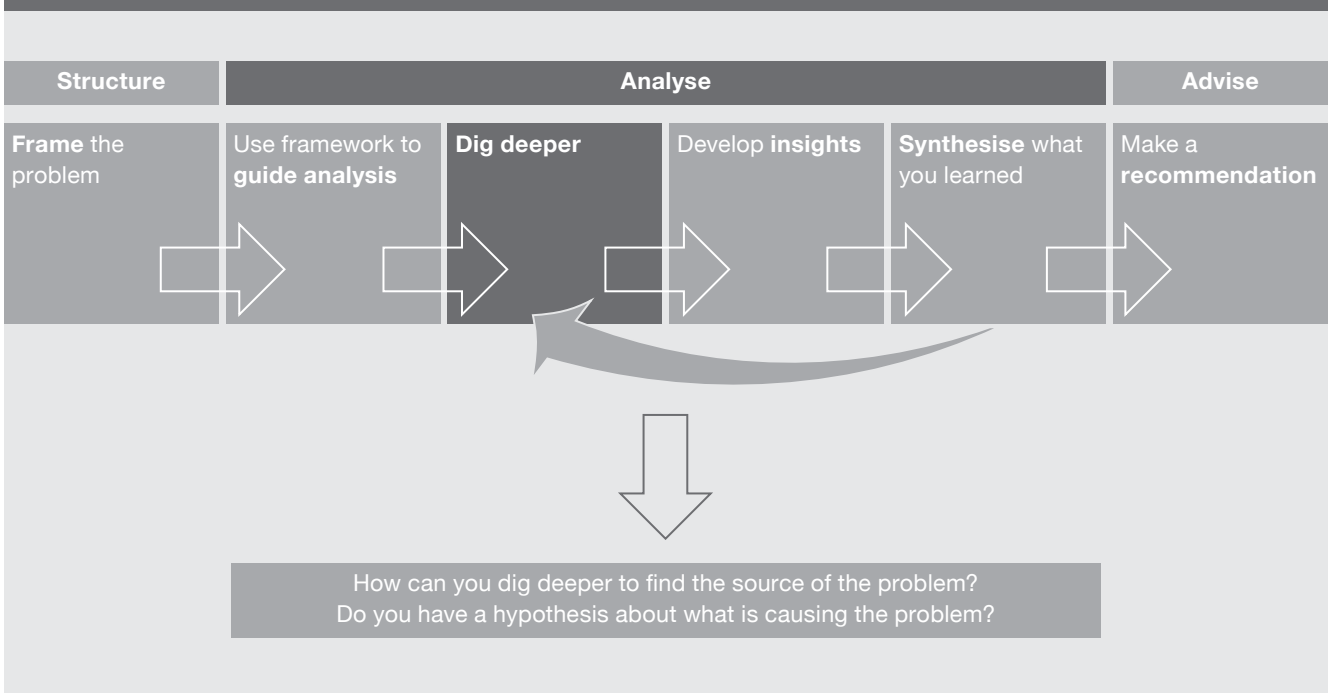 Structure
Analyse
Advise
Frame the
problem
Use framework to
guide analysis
Dig deeper
Develop insights
Synthesise what
you learned
Make a
recommendation
How can you dig deeper to find the source of the problem?
Do you have a hypothesis about what is causing the problem?